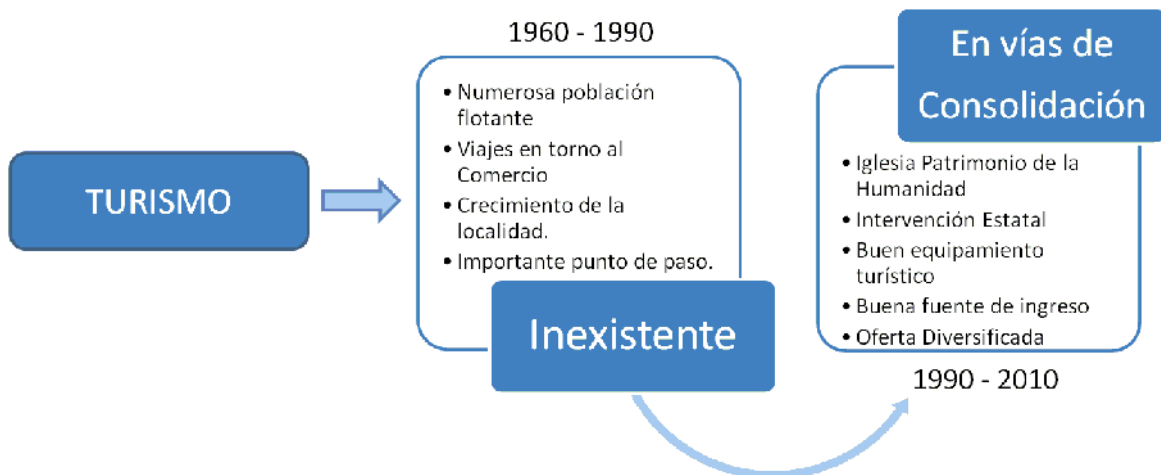 TURISMO
1960 - 1990
• Numerosa población
flotante
• Viajes en torno al
Comercio
• Crecimiento de la
localidad.
• Importante punto de paso.
Inexistente
En vías de
Consolidación
• Iglesia Patrimonio de la
Humanidad
• Intervención Estatal
• Buen equipamiento
turístico
• Buena fuente de ingreso
• Oferta Diversificada
1990 - 2010